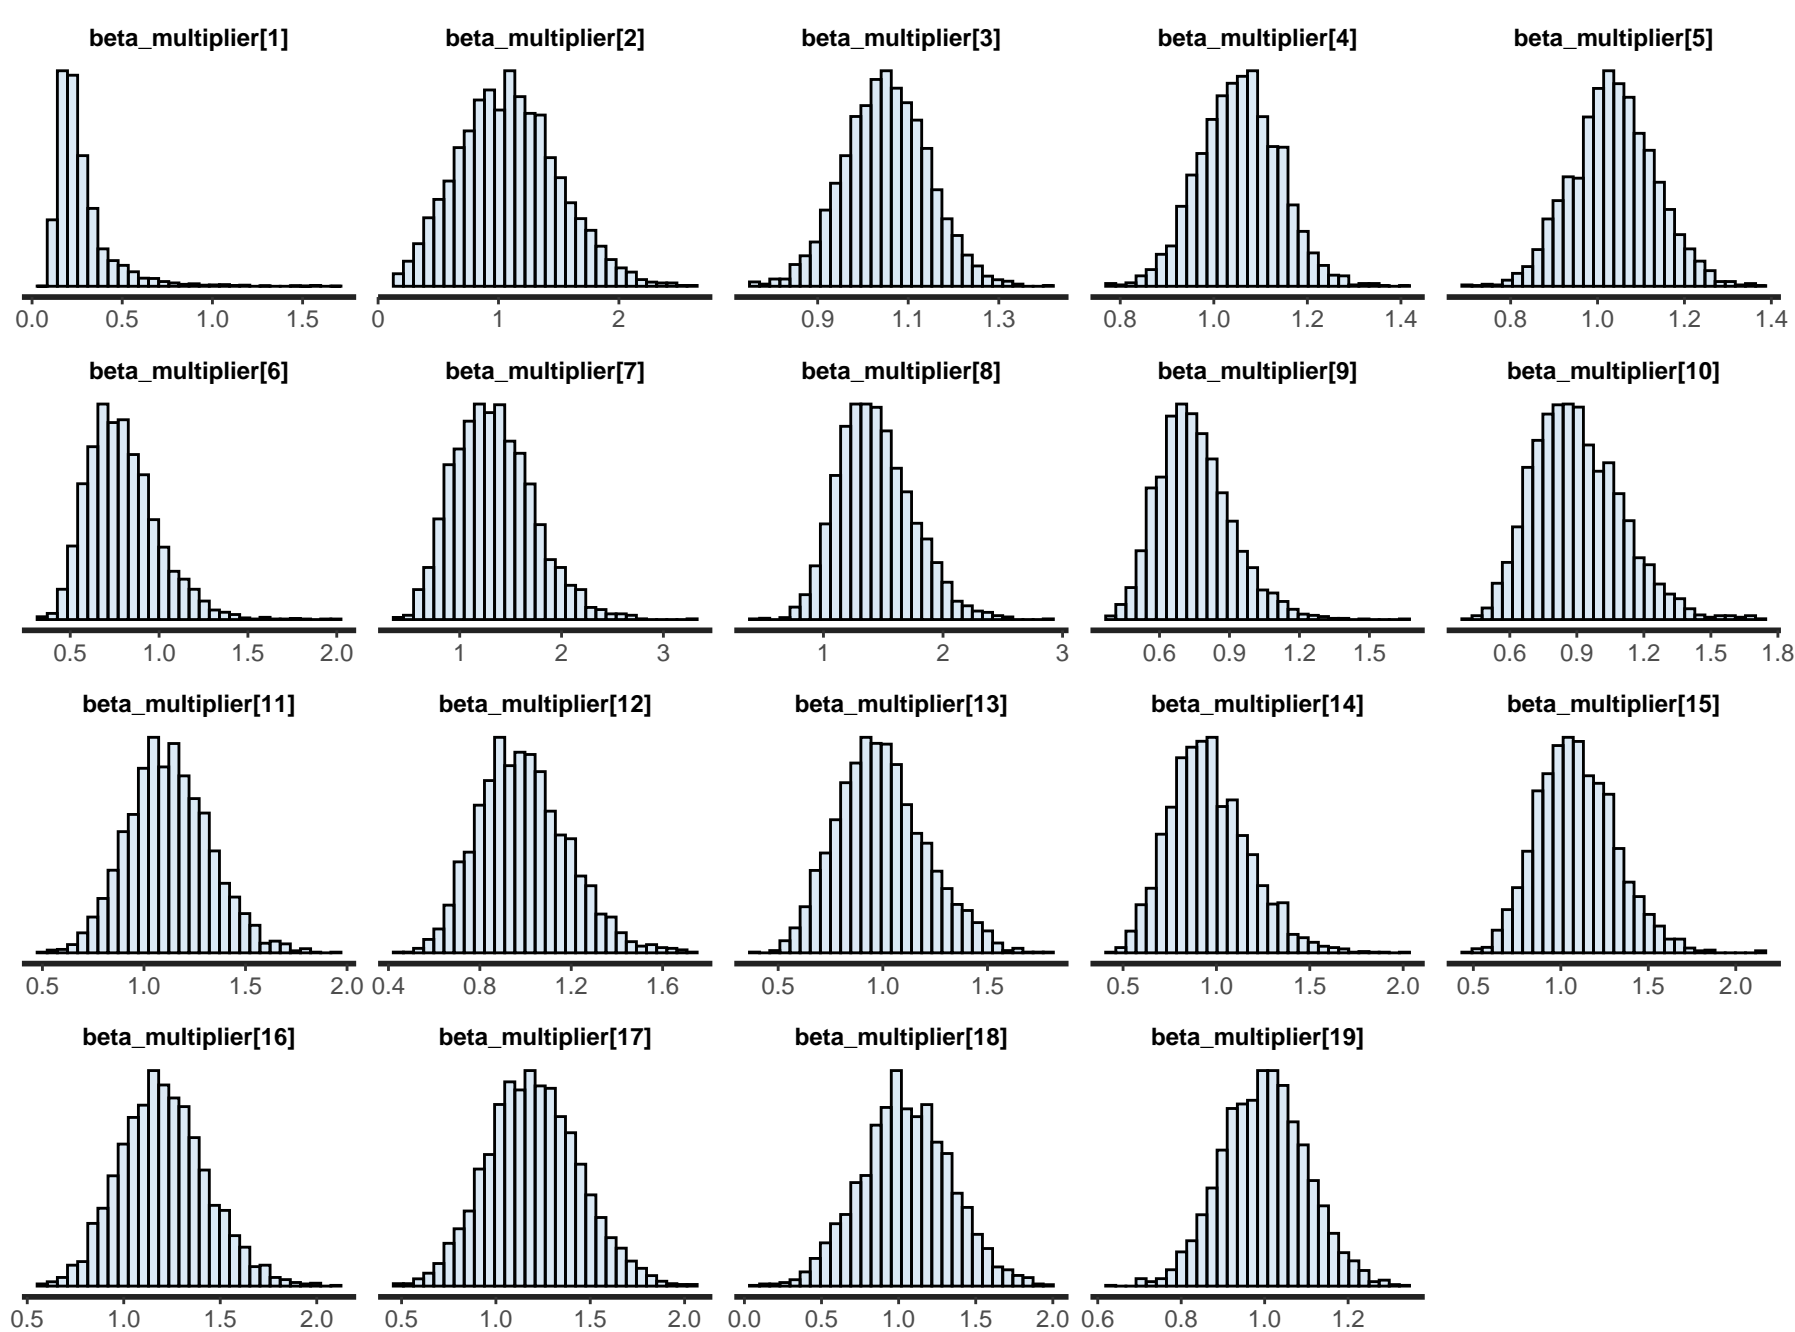 beta_multiplier[1] beta_multiplier[2] beta_multiplier[3] beta_multiplier[4] beta_multiplier[5]
0.0 0.5 1.0 1.5 0 1 2 0.9 1.1 1.3 0.8 1.0 1.2 1.4 0.8 1.0 1.2 1.4
beta_multiplier[6] beta_multiplier[7] beta_multiplier[8] beta_multiplier[9] beta_multiplier[10]
0.5 1.0 1.5 2.0 1 2 3 1 2 3 0.6 0.9 1.2 1.5 0.6 0.9 1.2 1.5 1.8
beta_multiplier[11] beta_multiplier[12] beta_multiplier[13] beta_multiplier[14] beta_multiplier[15]
0.5 1.0 1.5 2.0 0.4 0.8 1.2 1.6 0.5 1.0 1.5 0.5 1.0 1.5 2.0 0.5 1.0 1.5 2.0
beta_multiplier[16] beta_multiplier[17] beta_multiplier[18] beta_multiplier[19]
0.5 1.0 1.5 2.0 0.5 1.0 1.5 2.0 0.0 0.5 1.0 1.5 2.0 0.6 0.8 1.0 1.2